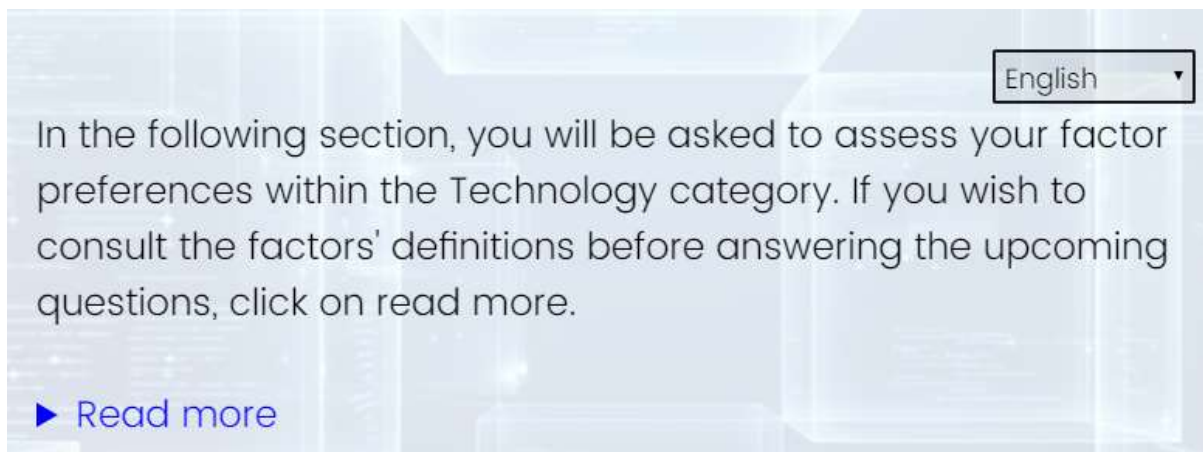 English
In the following section, you will be asked to assess your factor
preferences within the Technology category. If you wish to
consult the factors' definitions before answering the upcoming
questions, click on read more.
Read more